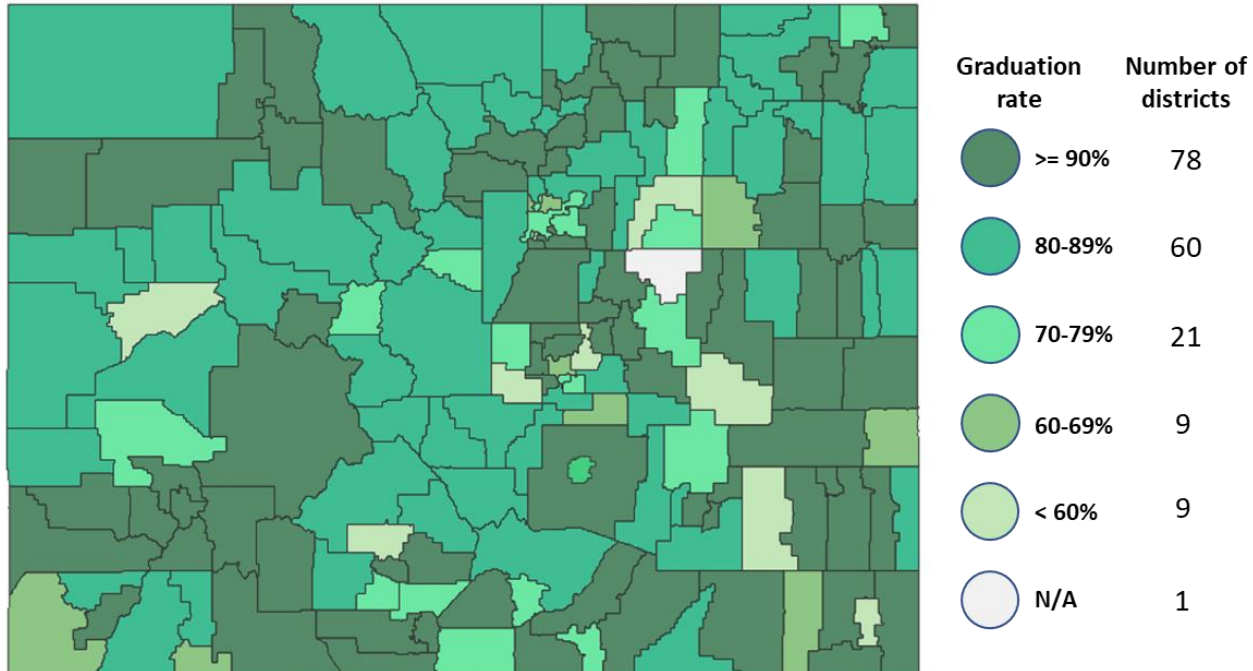 Graduation Number of
rate districts
>= 90% 78
80-89% 60
70-79% 21
60-69% 9
< 60% 9
N/A 1